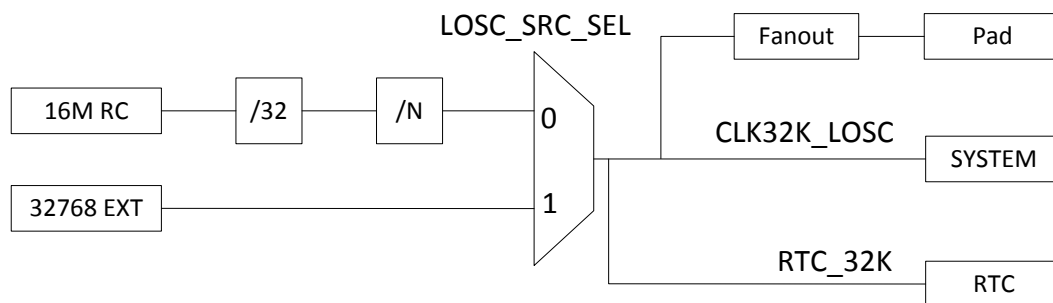 LOSC_SRC_SEL
Fanout
Pad
16M RC
/32
/N
0
CLK32K_LOSC
SYSTEM
32768 EXT
1
RTC_32K
RTC